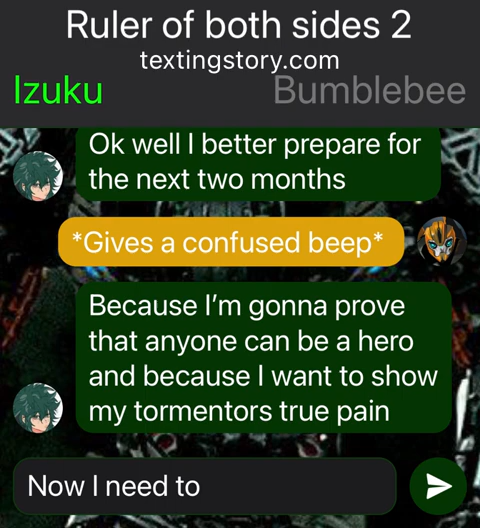 Ruler of both sides 2
textingstory.com
Izuku
Bumblebee
Ok well I better prepare for
the next two months
*Gives a confused beep*
Because I’m gonna prove
that anyone can be a hero
and because I want to show
my tormentors true pain
Now I need to